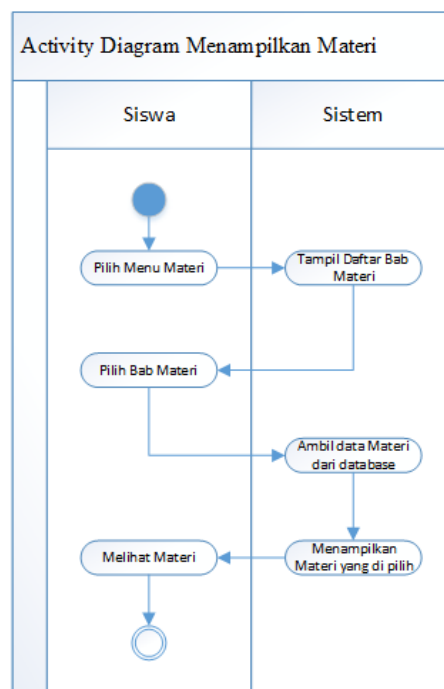 Activity Diagram Menampilkan Materi
Siswa
Sistem
Pilih Menu Materi
Tampil Daftar Bab
Materi
Pilih Bab Materi
Ambil data Materi
dari database
Melihat Materi
Menampilkan
Materi yang di pilih